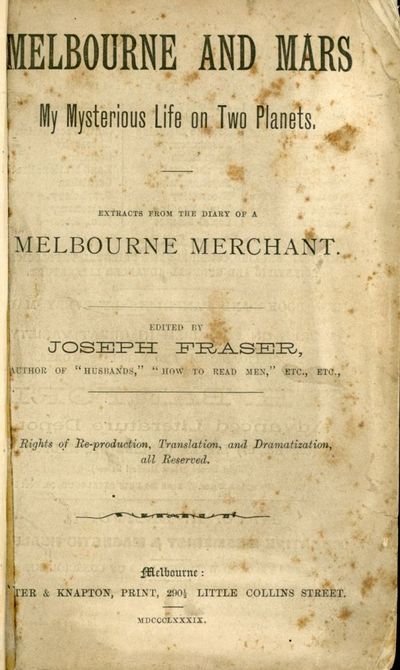 MELBOURNE AND MARS
My Mysterious Life on Two Planets.
EXTRACTS FROM THE DIARY OF A
MELBOURNE MERCHANT.
EDITED BY
JOSEPH FRASER,
AUTHOR OF "HUSBANDS," "HOW TO READ MEN," ETC., ETC.,
Rights of Re-production, Translation, and Dramatization,
all Reserved.
Melbourne:
TER & KNAPTON, PRINT, 290½ LITTLE COLLINS STREET.
MDCCCLXXXIX.